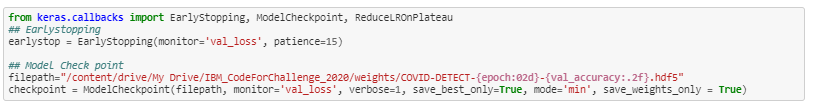 from keras.callbacks import EarlyStopping, ModelCheckpoint, ReduceLROnPlateau
## Earlystopping
earlystop = EarlyStopping(monitor='val_loss', patience=15)
## Model Check point
filepath="/content/drive/My Drive/IBM_CodeForChallenge_2020/weights/COVID-DETECT-{epoch:02d}-{val_accuracy:.2f}.hdf5"
checkpoint = ModelCheckpoint(filepath, monitor='val_loss', verbose=1, save_best_only=True, mode='min', save_weights_only = True)